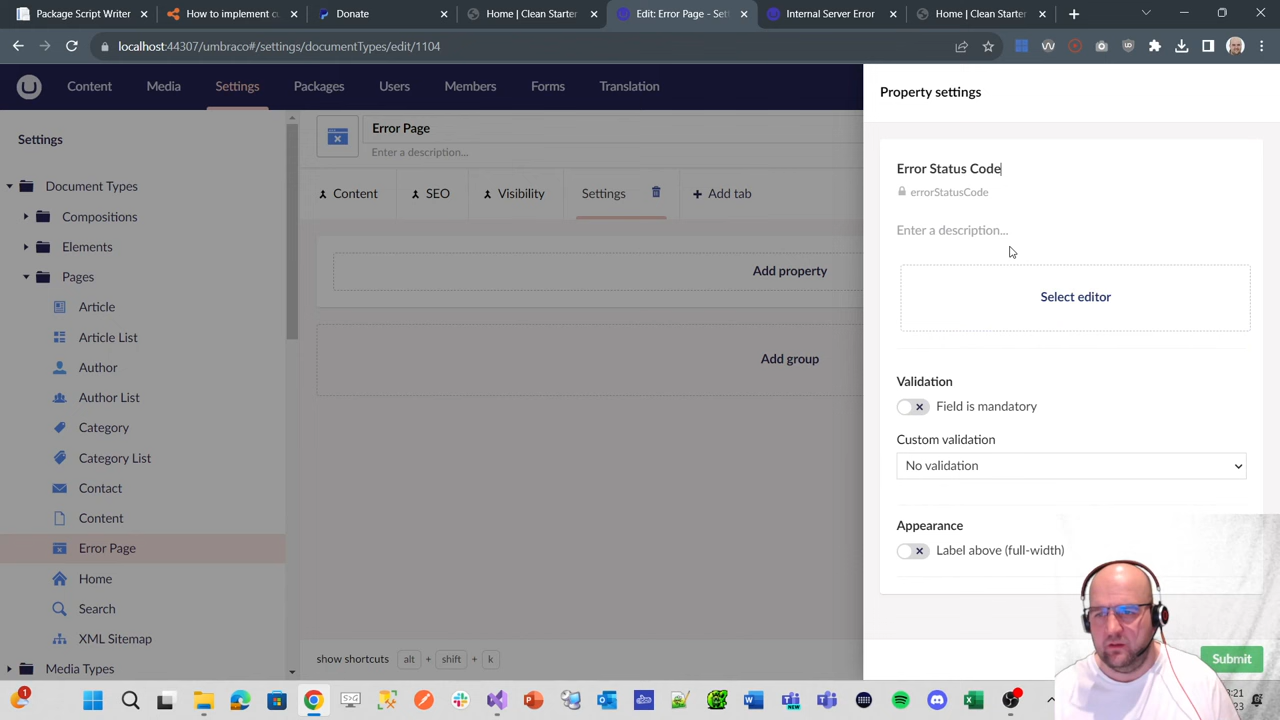 Package Script Writer
How to implement cu
Donate
Home | Clean Starter
Edit: Error Page - Sett
Internal Server Error
Home | Clean Starter
localhost:44307/umbraco#/settings/documentTypes/edit/1104
Content
Media
Settings
Packages
Users
Members
Forms
Translation
Settings
Document Types
Compositions
Elements
Pages
Article
Article List
Author
Author List
Category
Category List
Contact
Content
Error Page
Home
Search
XML Sitemap
Media Types
Error Page
Enter a description...
Content
SEO
Visibility
Settings
Add tab
Add property
Add group
show shortcuts alt + shift + k
Property settings
Error Status Code
errorStatusCode
Enter a description...
Select editor
Validation
Field is mandatory
Custom validation
No validation
Appearance
Label above (full-width)
Submit
1
NEW